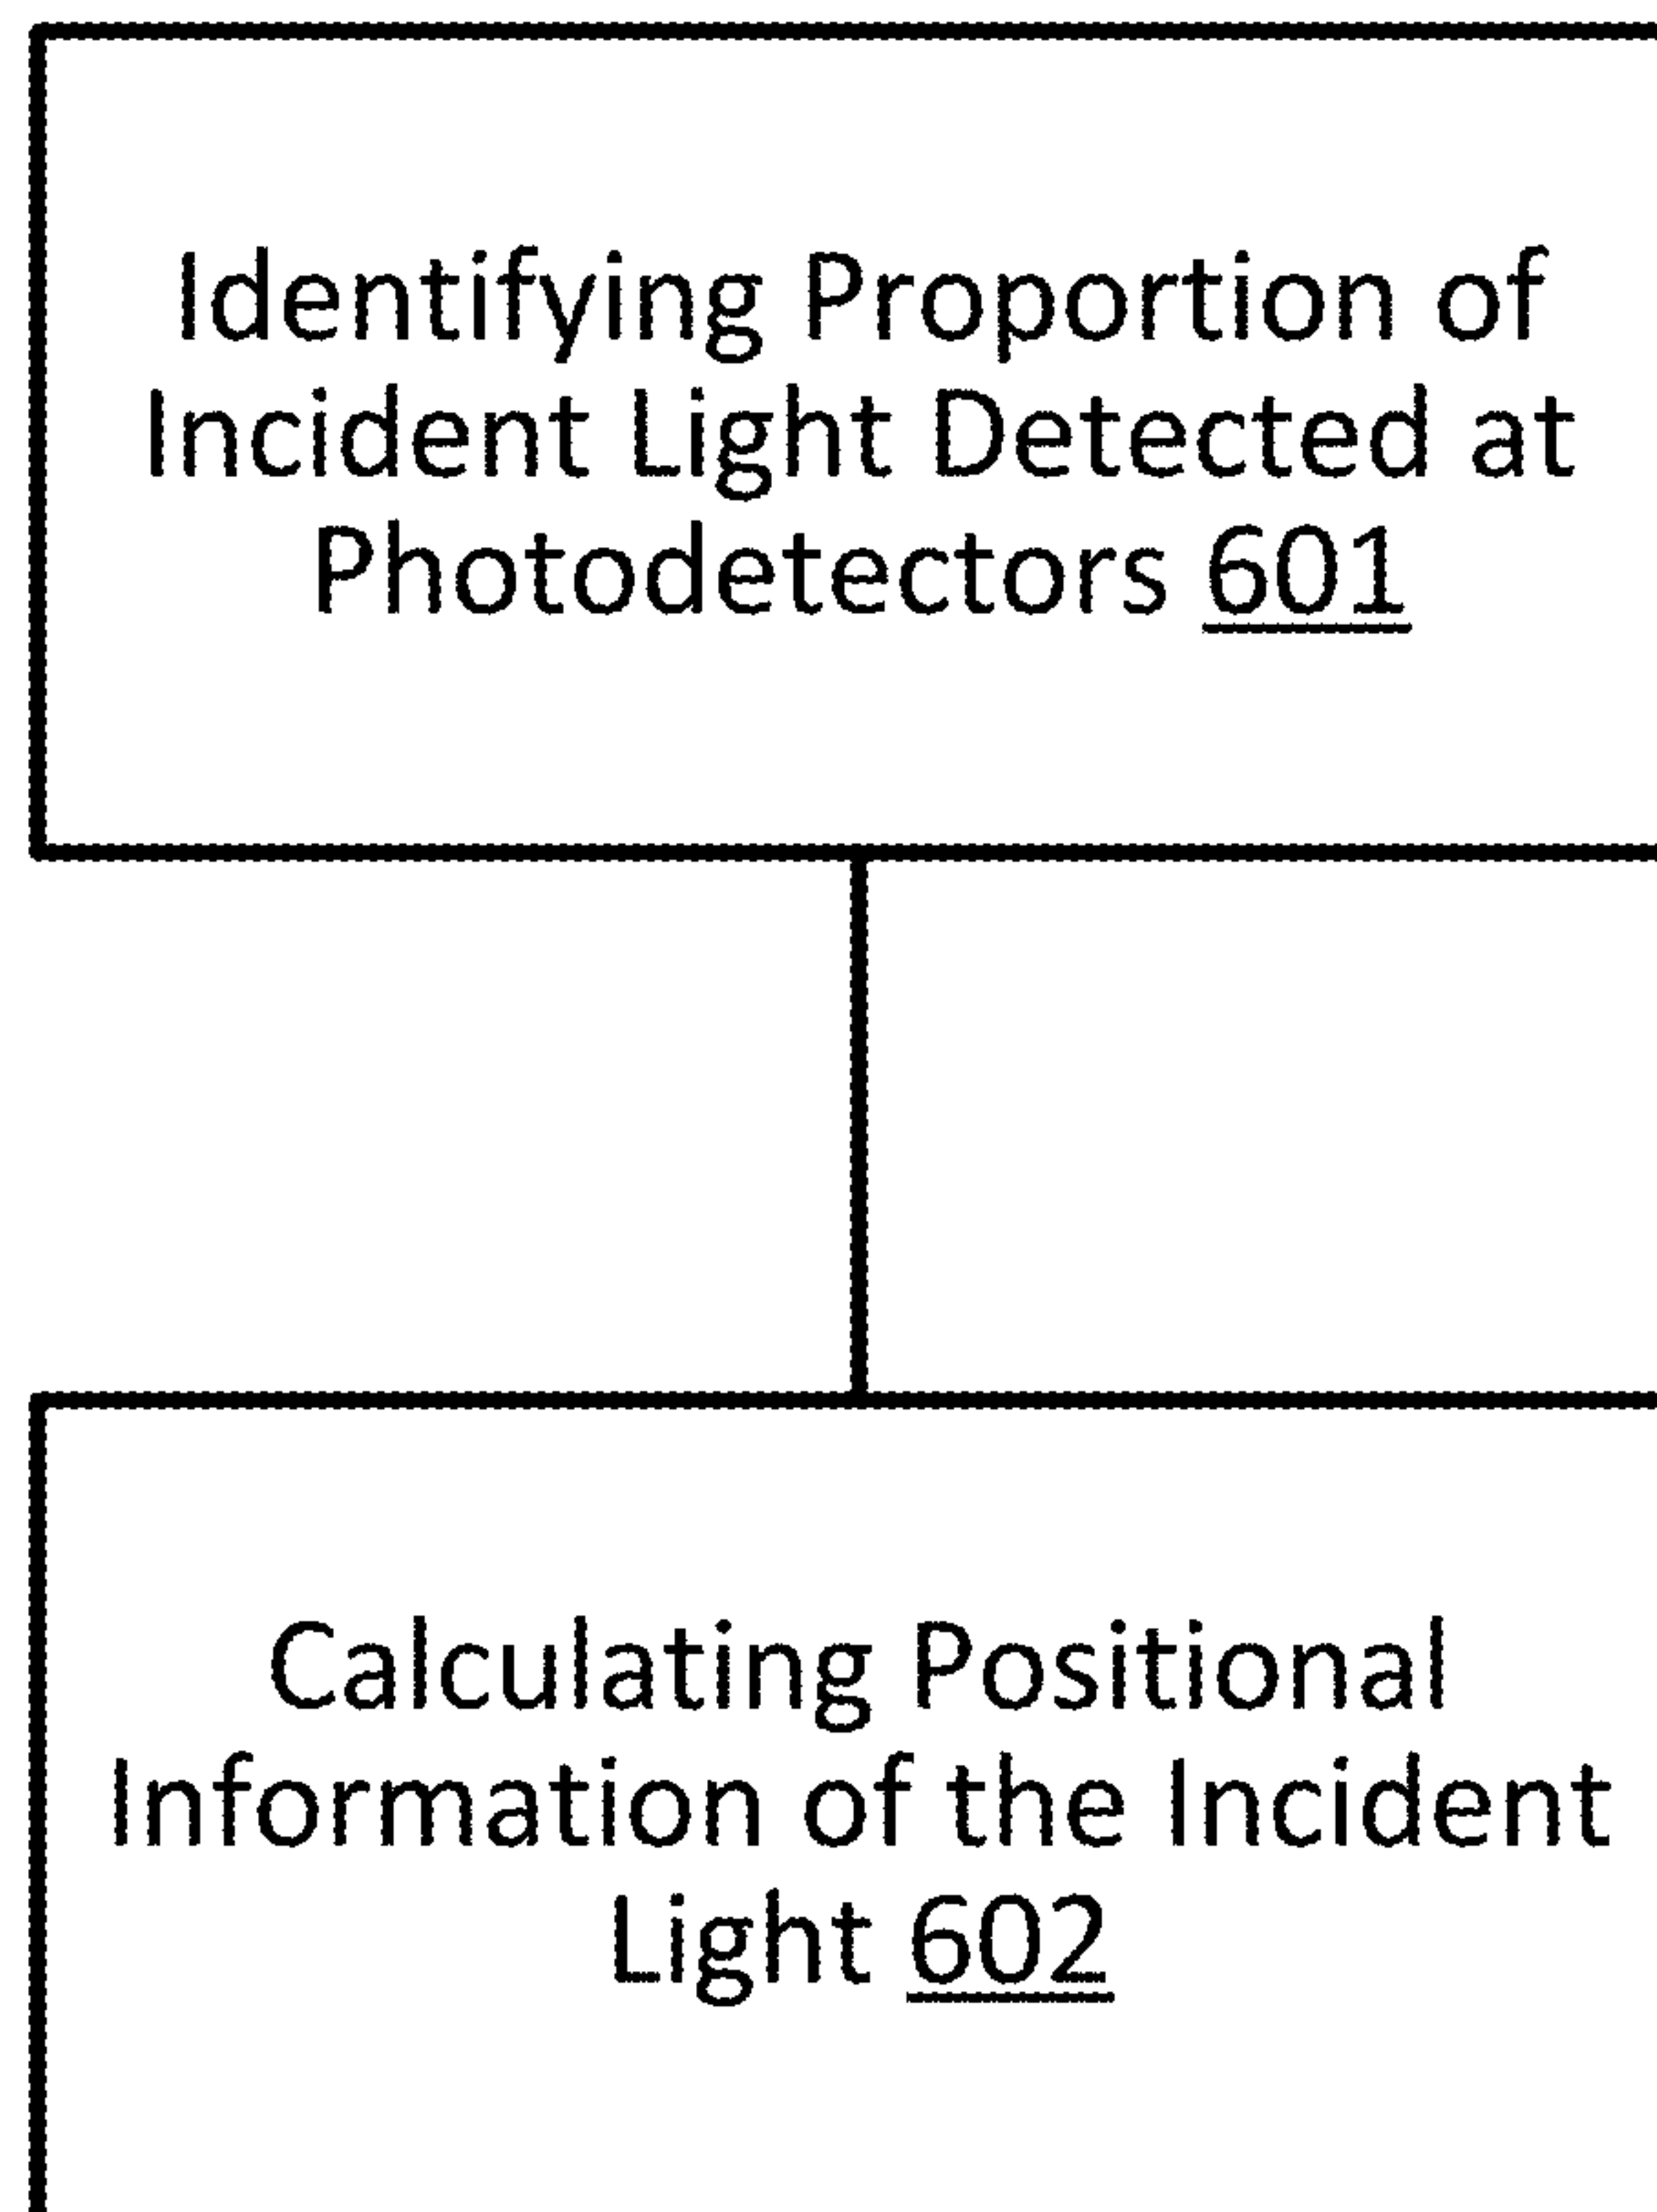 Identifying Proportion of
Incident Light Detected at
Photodetectors 601
Calculating Positional
Information of the Incident
Light 602